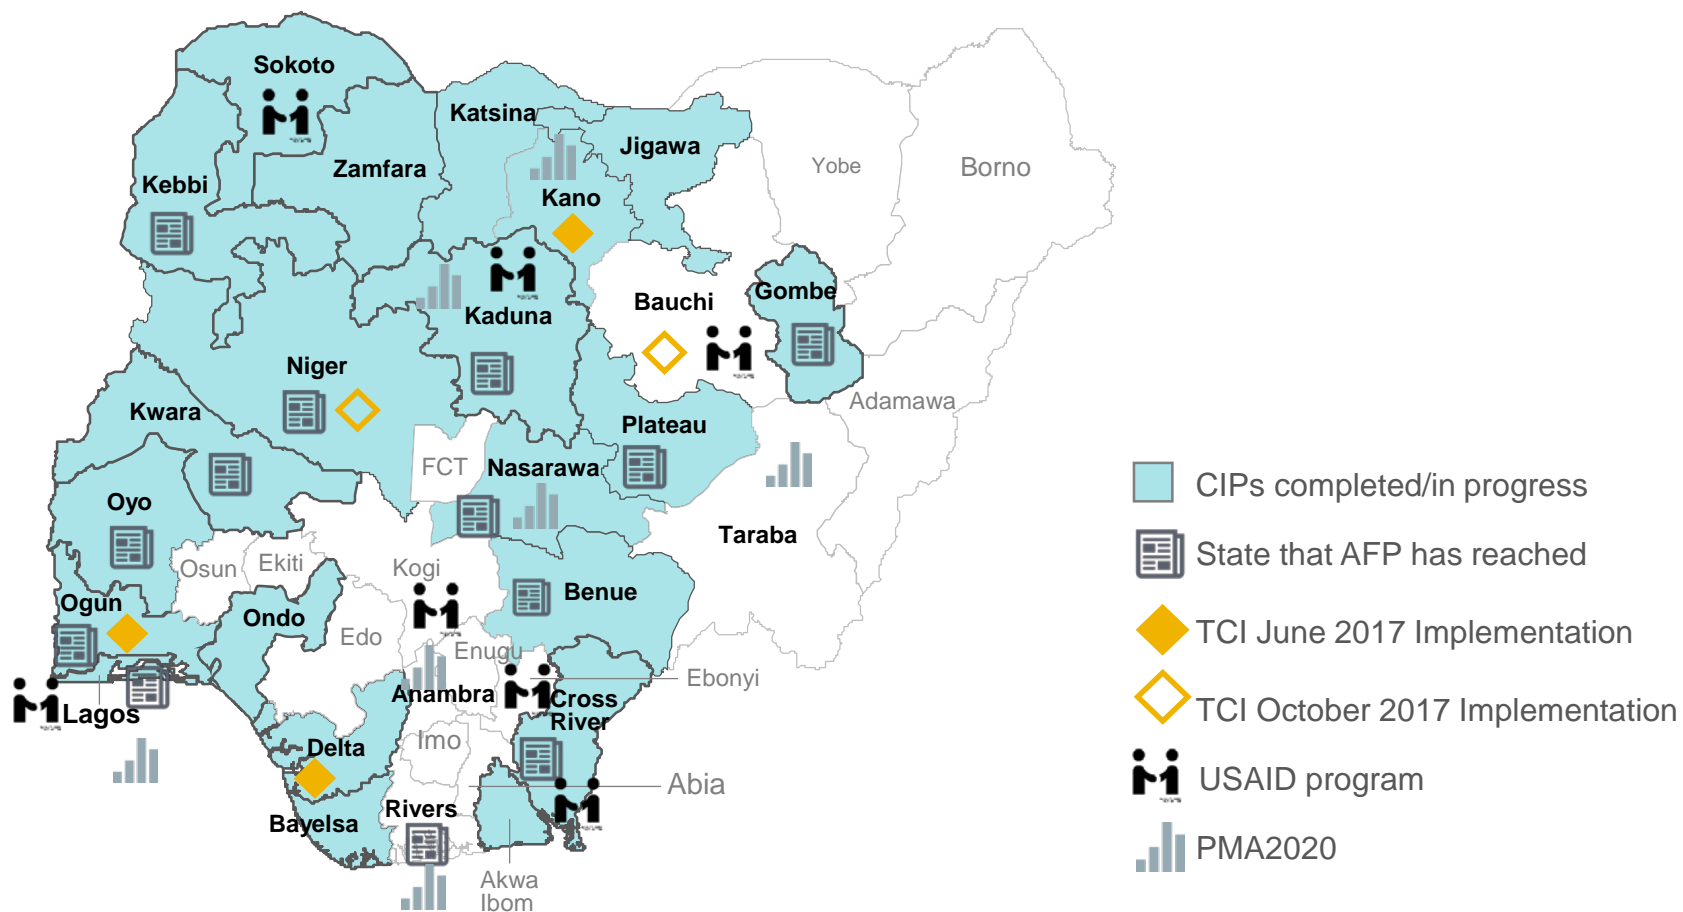 Sokoto
Katsina
Jigawa
Yobe
Borno
Zamfara
Kebbi
Kano
Bauchi
Gombe
Kaduna
Niger
Adamawa
Kwara
Plateau
FCT
Nasarawa
Oyo
Taraba
Osun
Ekiti
Kogi
Ogun
Ondo
Benue
Edo
Enugu
Ebonyi
Anambra
Cross
River
Lagos
Imo
Delta
Abia
Rivers
Bayelsa
Akwa
Ibom
CIPs completed/in progress
State that AFP has reached
TCI June 2017 Implementation
TCI October 2017 Implementation
USAID program
PMA2020